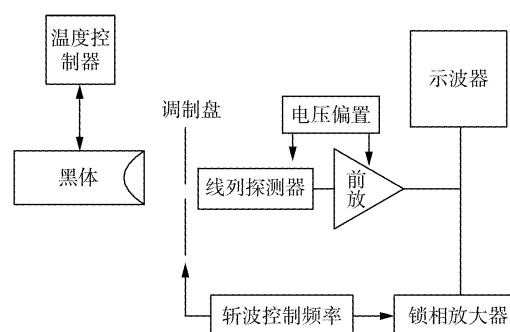 温度控
制器
示波器
调制盘
电压偏置
黑体
线列探测器
前
放
斩波控制频率
锁相放大器